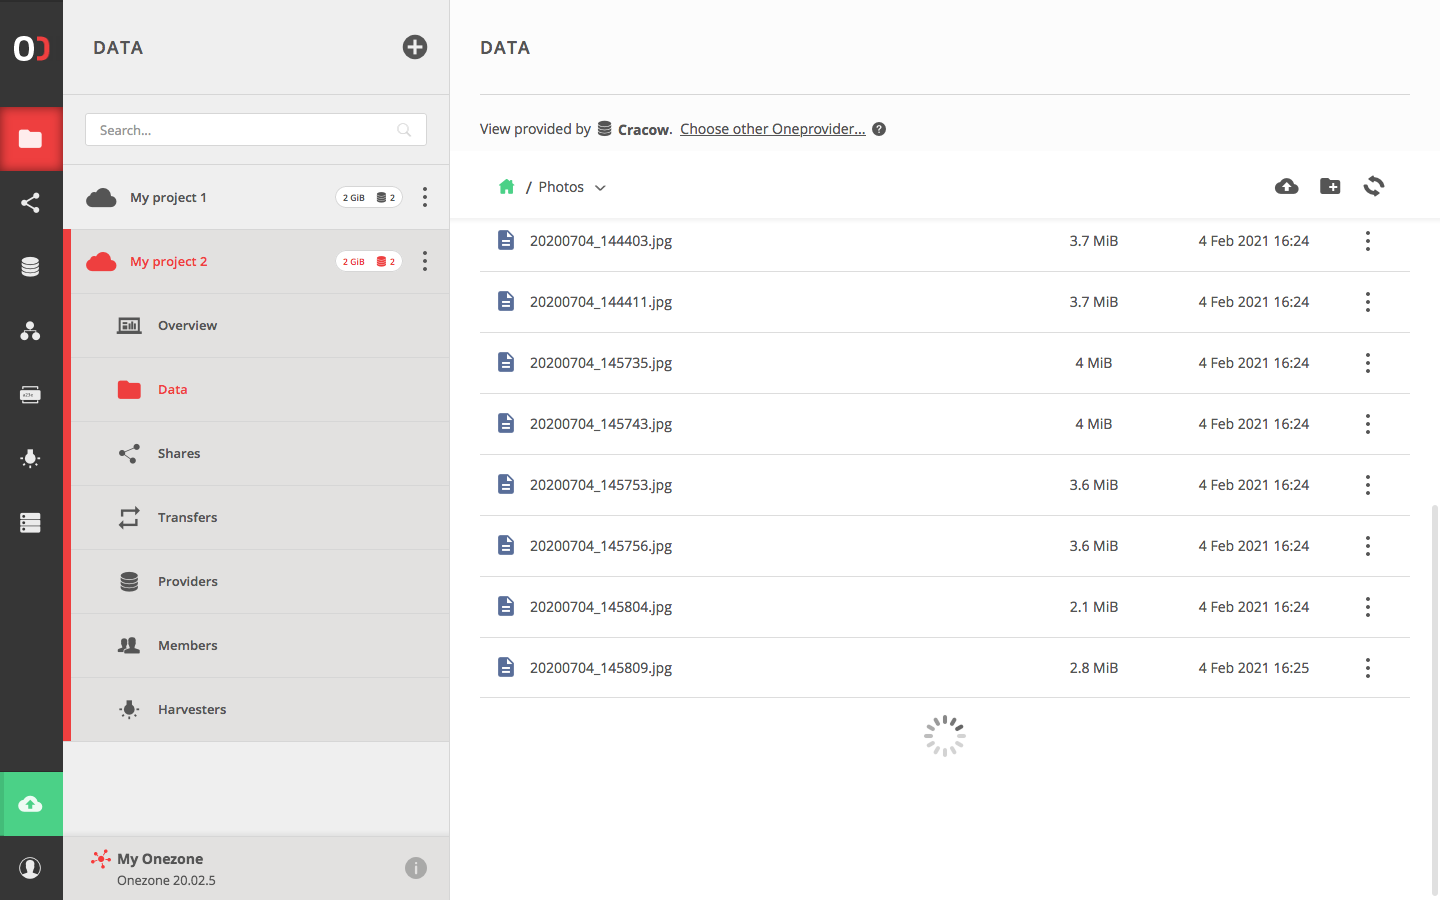 DATA
Search...
My project 1
2 GiB 2
My project 2
2 GiB 2
Overview
Data
Shares
Transfers
Providers
Members
Harvesters
My Onezone
Onezone 20.02.5
DATA
View provided by Cracow. Choose other Oneprovider... ?
/ Photos
20200704_144403.jpg 3.7 MiB 4 Feb 2021 16:24
20200704_144411.jpg 3.7 MiB 4 Feb 2021 16:24
20200704_145735.jpg 4 MiB 4 Feb 2021 16:24
20200704_145743.jpg 4 MiB 4 Feb 2021 16:24
20200704_145753.jpg 3.6 MiB 4 Feb 2021 16:24
20200704_145756.jpg 3.6 MiB 4 Feb 2021 16:24
20200704_145804.jpg 2.1 MiB 4 Feb 2021 16:24
20200704_145809.jpg 2.8 MiB 4 Feb 2021 16:25